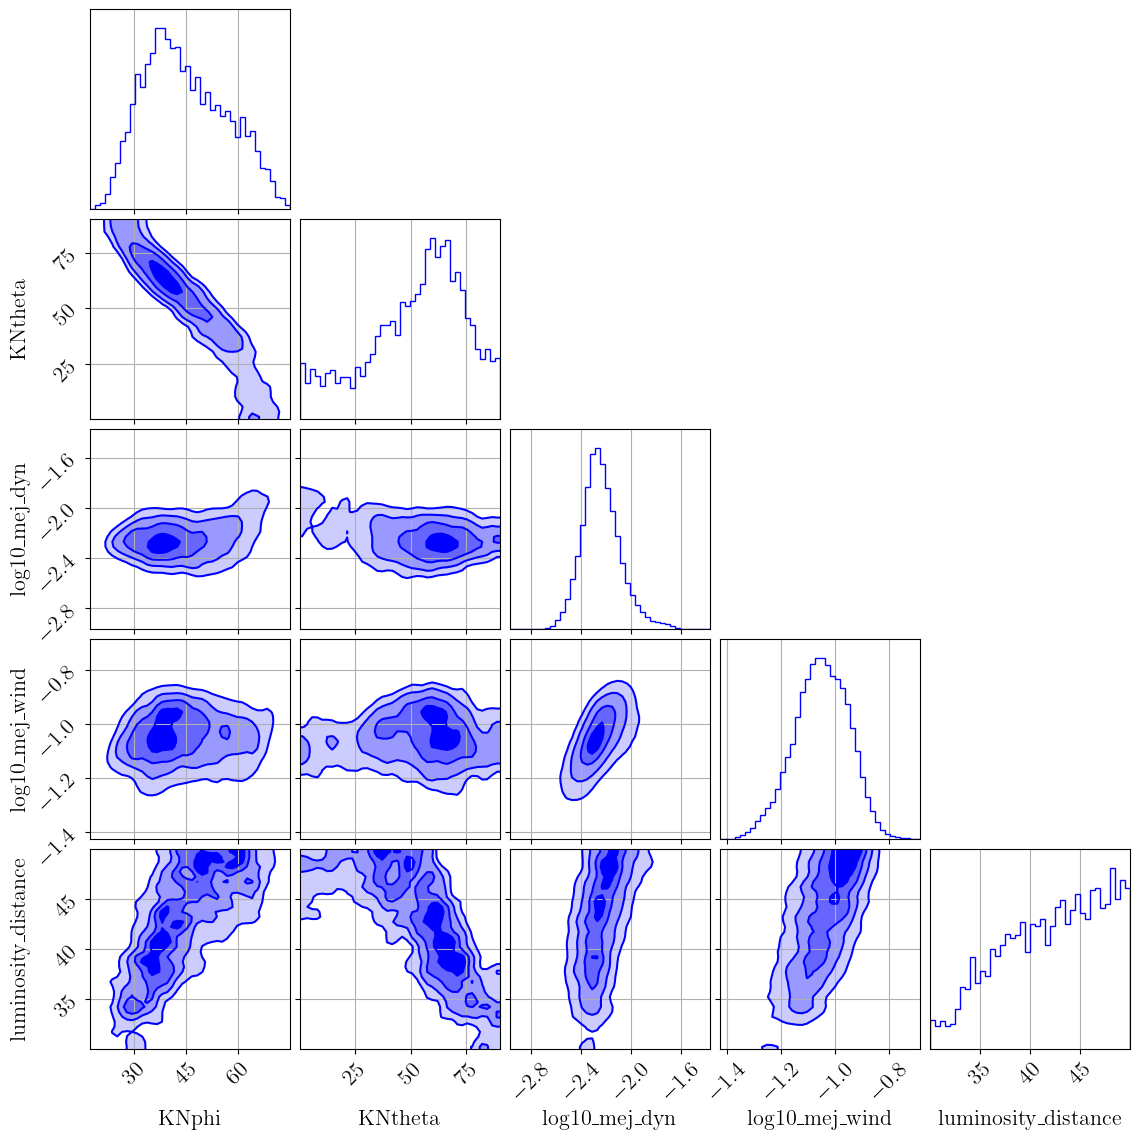 KNtheta
75
50
25
log10_mej_dyn
−1.6
−2.0
−2.4
−2.8
log10_mej_wind
−0.8
−1.0
−1.2
−1.4
luminosity_distance
45
40
35
30 45 60
25 50 75
−2.8 −2.4 −2.0 −1.6
−1.4 −1.2 −1.0 −0.8
35 40 45
KNphi KNtheta log10_mej_dyn log10_mej_wind luminosity_distance